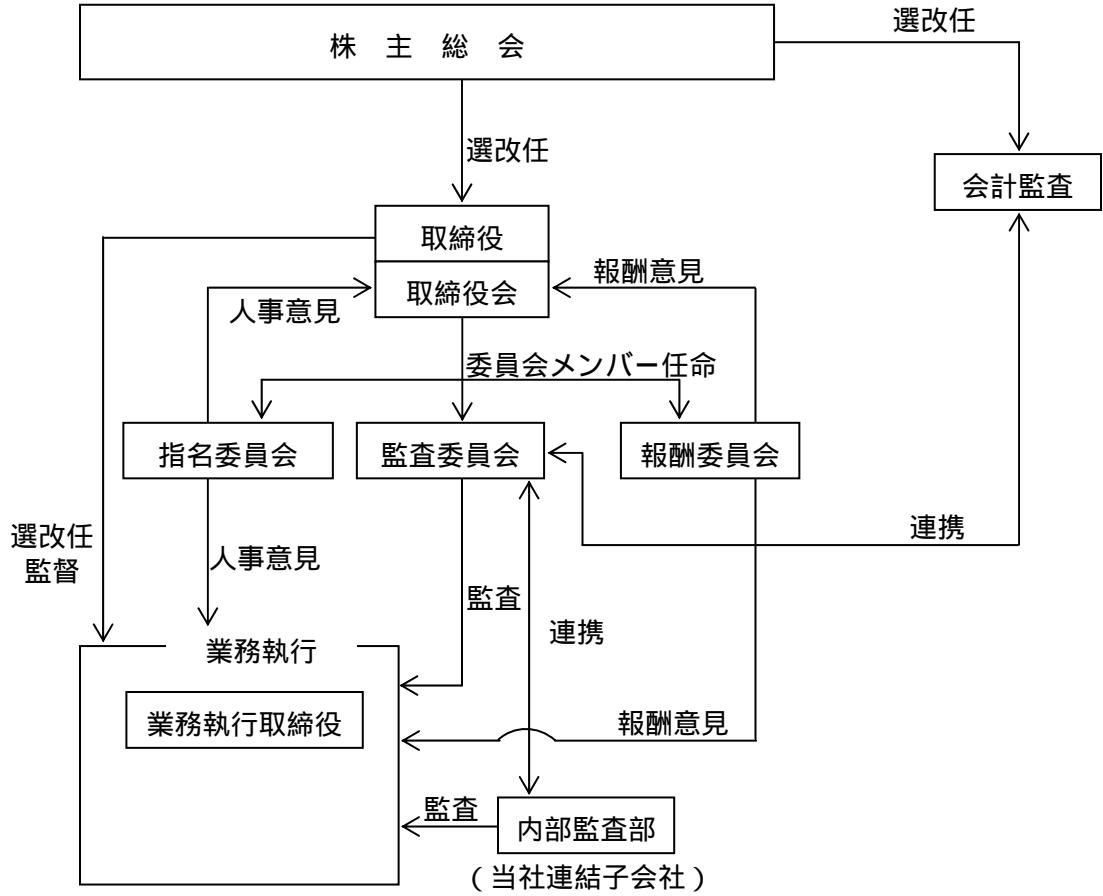 株 主 総 会
選改任
選改任
会計監査
取締役
取締役会
人事意見
報酬意見
委員会メンバー任命
指名委員会
監査委員会
報酬委員会
選改任
監督
人事意見
監査
連携
連携
業務執行
業務執行取締役
報酬意見
監査
内部監査部
（当社連結子会社）